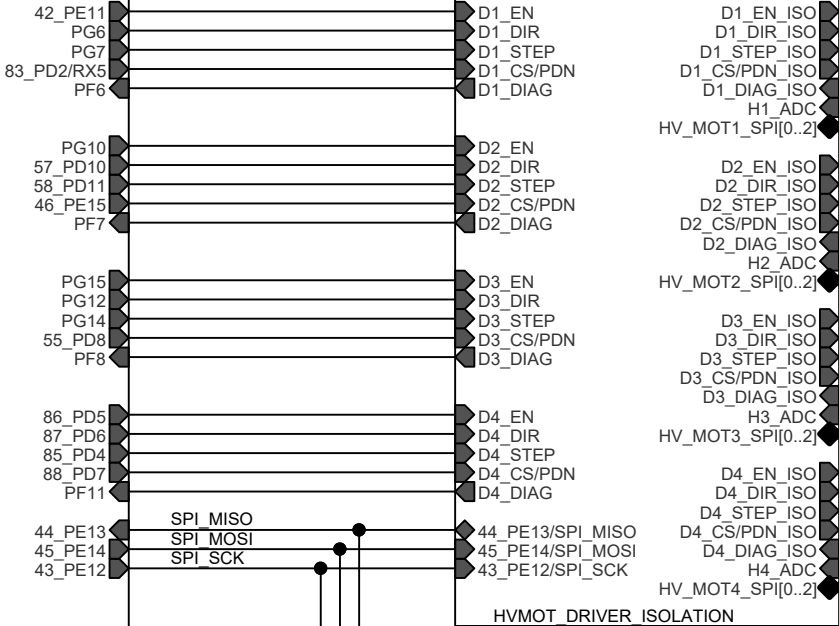 42_PE11
PG6
PG7
83_PD2/RX5
PF6
PG10
57_PD10
58_PD11
46_PE15
PF7
PG15
PG12
PG14
55_PD8
PF8
86_PD5
87_PD6
85_PD4
88_PD7
PF11
44_PE13
45_PE14
43_PE12
SPI_MISO
SPI_MOSI
SPI_SCK
D1_EN
D1_DIR
D1_STEP
D1_CS/PDN
D1_DIAG
D2_EN
D2_DIR
D2_STEP
D2_CS/PDN
D2_DIAG
D3_EN
D3_DIR
D3_STEP
D3_CS/PDN
D3_DIAG
D4_EN
D4_DIR
D4_STEP
D4_CS/PDN
D4_DIAG
44_PE13/SPI_MISO
45_PE14/SPI_MOSI
43_PE12/SPI_SCK
D1_EN_ISO
D1_DIR_ISO
D1_STEP_ISO
D1_CS/PDN_ISO
D1_DIAG_ISO
H1_ADC
HV_MOT1_SPI[0..2]
D2_EN_ISO
D2_DIR_ISO
D2_STEP_ISO
D2_CS/PDN_ISO
D2_DIAG_ISO
H2_ADC
HV_MOT2_SPI[0..2]
D3_EN_ISO
D3_DIR_ISO
D3_STEP_ISO
D3_CS/PDN_ISO
D3_DIAG_ISO
H3_ADC
HV_MOT3_SPI[0..2]
D4_EN_ISO
D4_DIR_ISO
D4_STEP_ISO
D4_CS/PDN_ISO
D4_DIAG_ISO
H4_ADC
HV_MOT4_SPI[0..2]
HVMOT_DRIVER_ISOLATION